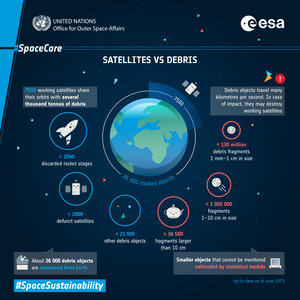 UNITED NATIONS
Office for Outer Space Affairs
esa
#SpaceCare
SATELLITES VS DEBRIS
7500 working satellites share
their orbits with several
thousand tonnes of debris
7500
!
Debris objects travel many
kilometres per second. In case
of impact, they may destroy
working satellites
26 000 tracked objects
≈ 2060
discarded rocket stages
≈ 2800
defunct satellites
≈ 21 000
other debris objects
≈ 36 500
fragments larger
than 10 cm
≈ 1 000 000
fragments
1–10 cm in size
≈ 130 million
debris fragments
1 mm–1 cm in size
About 26 000 debris objects
are monitored from Earth
Smaller objects that cannot be monitored
estimated by statistical models
#SpaceSustainability
Up to date as of June 2023